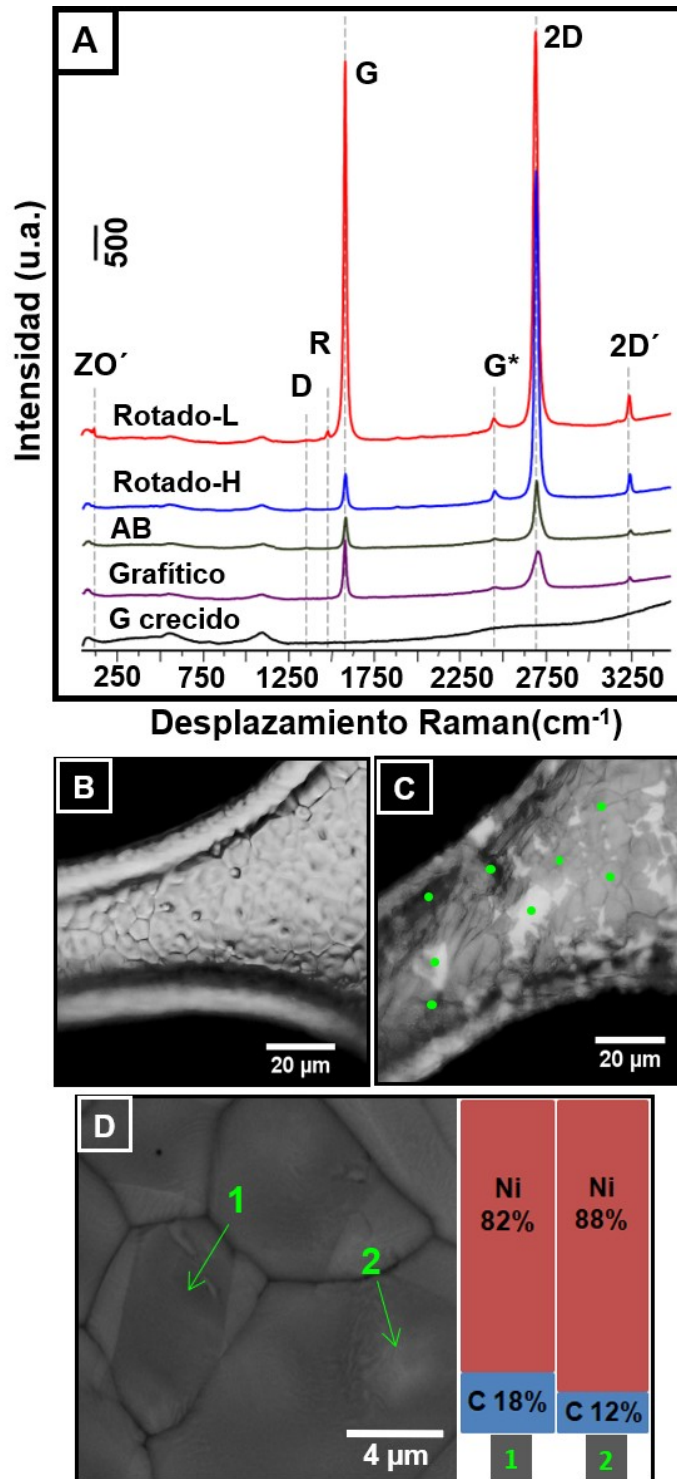 A
G
2D
Intensidad (u.a.)
500
ZO´
D
R
G*
2D´
Rotado-L
Rotado-H
AB
Grafítico
G crecido
250 750 1250 1750 2250 2750 3250
Desplazamiento Raman(cm⁻¹)
B
20 µm
C
20 µm
D
1
2
4 µm
Ni
82%
Ni
88%
C 18%
C 12%
1
2